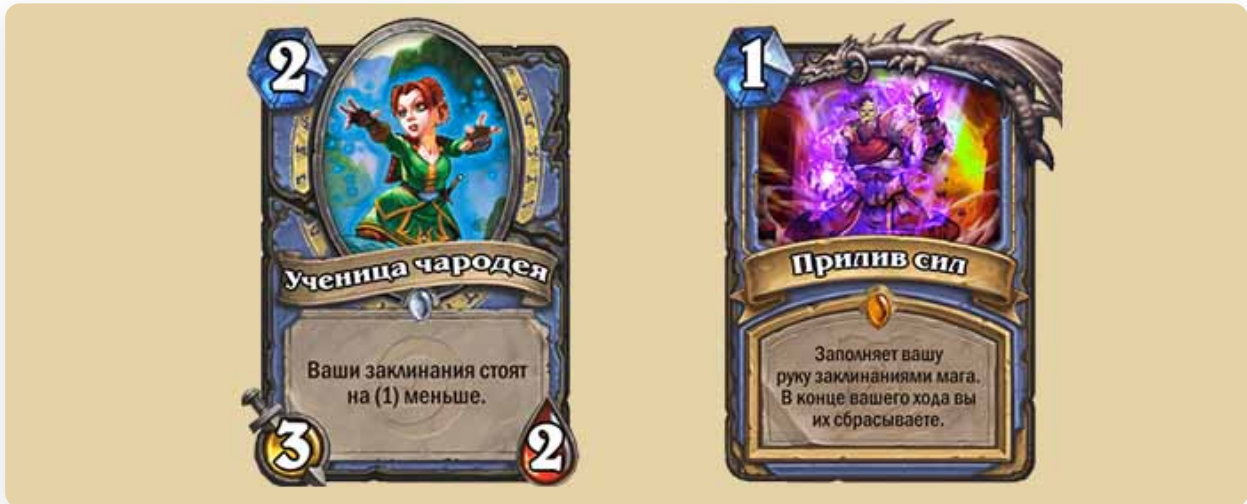 2
Ученица чародея
Ваши заклинания стоят
на (1) меньше.
3
2
1
Прилив сил
Заполняет вашу
руку заклинаниями мага.
В конце вашего хода вы
их сбрасываете.